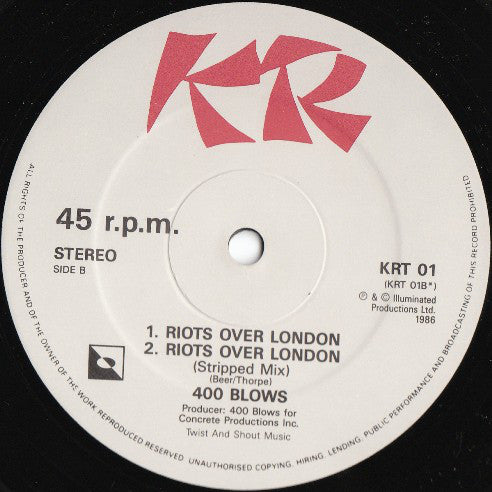 KR
45 r.p.m.
STEREO
SIDE B
KRT 01
(KRT 01B*)
℗ & © Illuminated
Productions Ltd.
1986
1. RIOTS OVER LONDON
2. RIOTS OVER LONDON
(Stripped Mix)
(Beer/Thorpe)
400 BLOWS
Producer: 400 Blows for
Concrete Productions Inc.
Twist And Shout Music
ALL RIGHTS OF THE PRODUCER AND OF THE OWNER OF THE WORK REPRODUCED RESERVED UNAUTHORISED COPYING, HIRING, LENDING, PUBLIC PERFORMANCE AND BROADCASTING OF THIS RECORD PROHIBITED